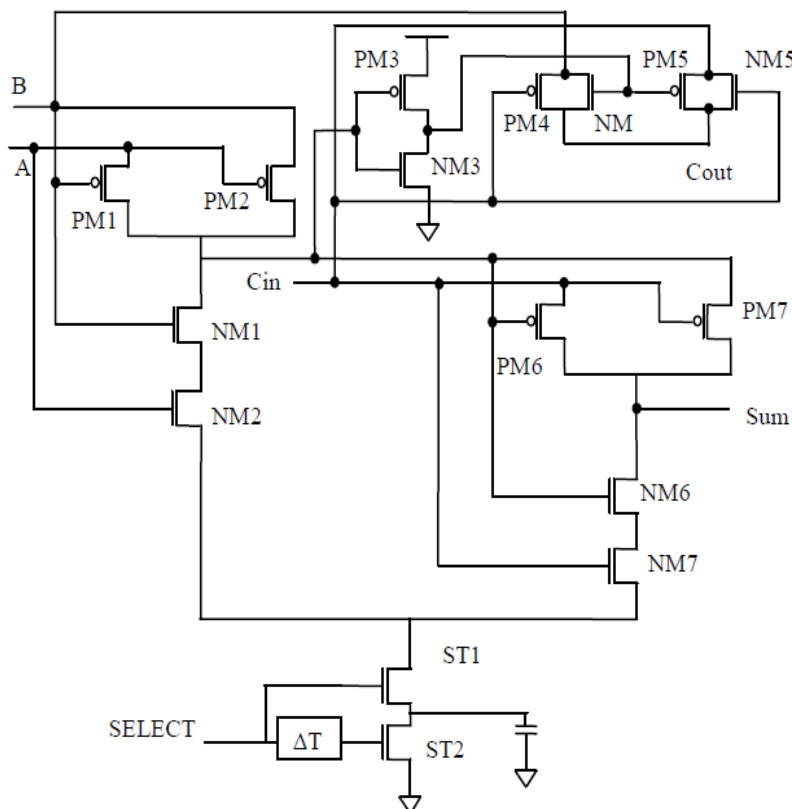 PM3
PM5
NM5
B
PM4
NM
A
NM3
Cout
PM1
PM2
Cin
NM1
PM7
PM6
NM2
Sum
NM6
NM7
ST1
SELECT
ΔT
ST2